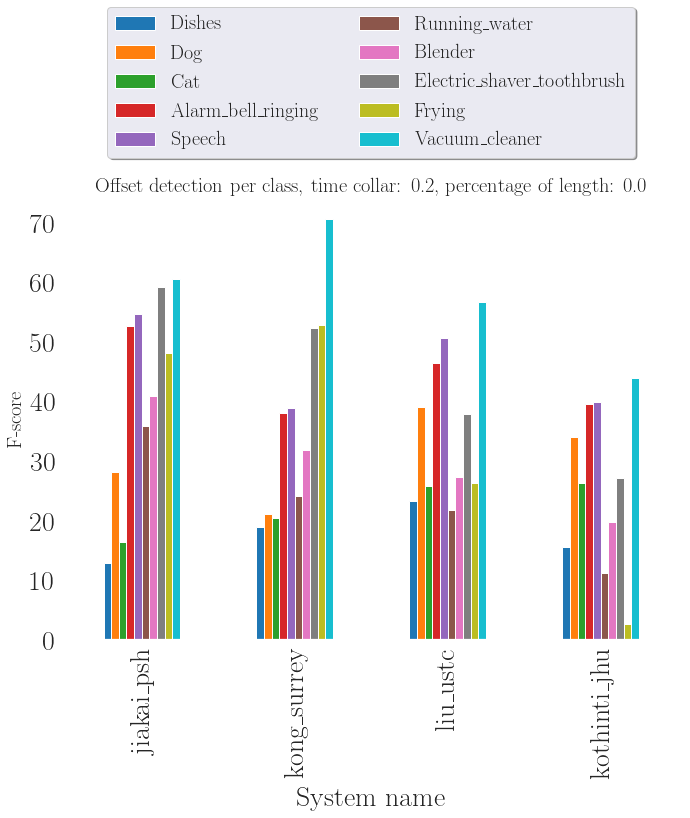 Dishes
Dog
Cat
Alarm_bell_ringing
Speech
Running_water
Blender
Electric_shaver_toothbrush
Frying
Vacuum_cleaner
Offset detection per class, time collar: 0.2, percentage of length: 0.0
70
60
50
40
30
20
10
0
F-score
jiakai_psh
kong_surrey
liu_ustc
kothinti_jhu
System name